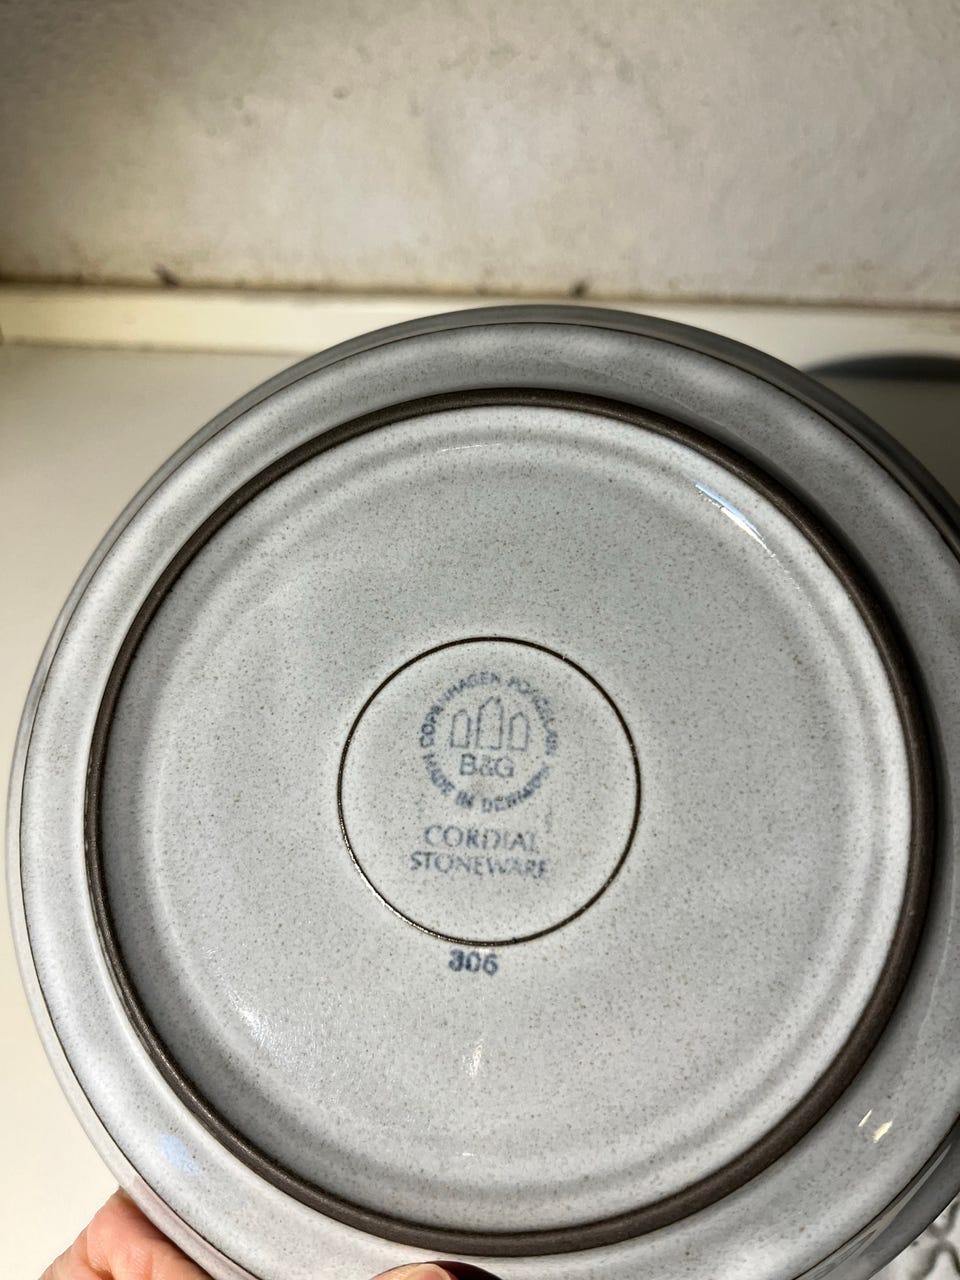 COPENHAGEN PORCELAIN
B&G
MADE IN DENMARK
CORDIAL
STONEWARE
306